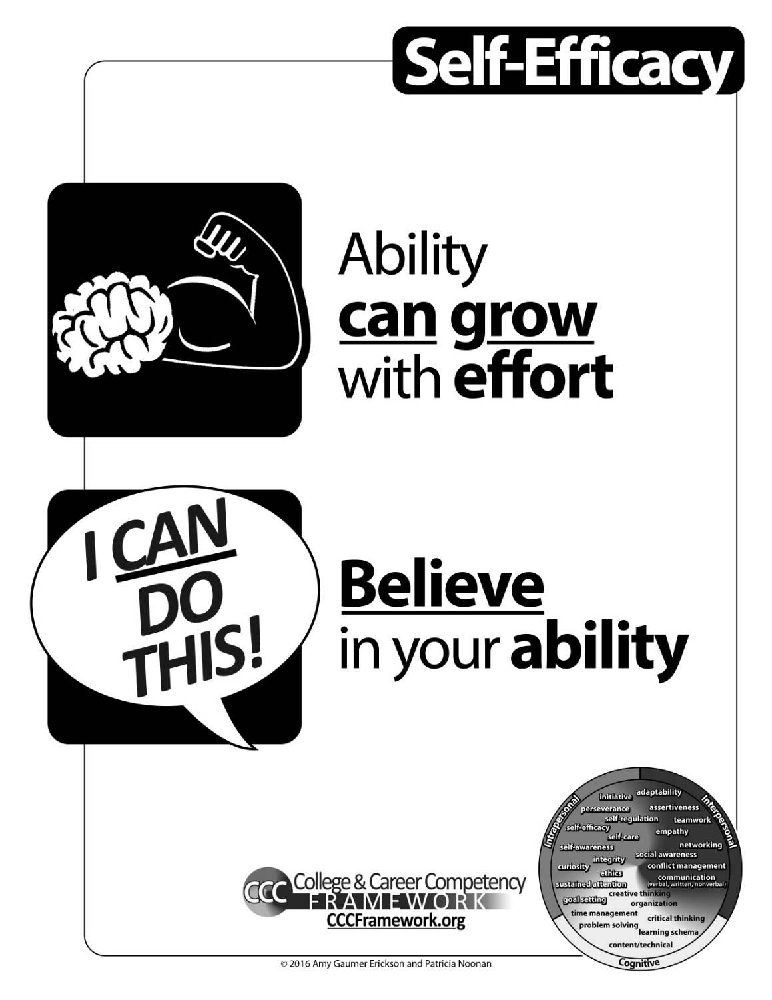 Self-Efficacy
Ability
can grow
with effort
I CAN
DO
THIS!
Believe
in your ability
CCC College & Career Competency
FRAMEWORK
CCCFramework.org
© 2016 Amy Gaumer Erickson and Patricia Noonan
Intrapersonal
Interpersonal
Cognitive
initiative
adaptability
perseverance
assertiveness
self-regulation
teamwork
self-efficacy
empathy
self-care
networking
self-awareness
social awareness
integrity
curiosity
conflict management
ethics
communication
sustained attention
(verbal, written, nonverbal)
creative thinking
goal setting
organization
time management
critical thinking
problem solving
learning schema
content/technical